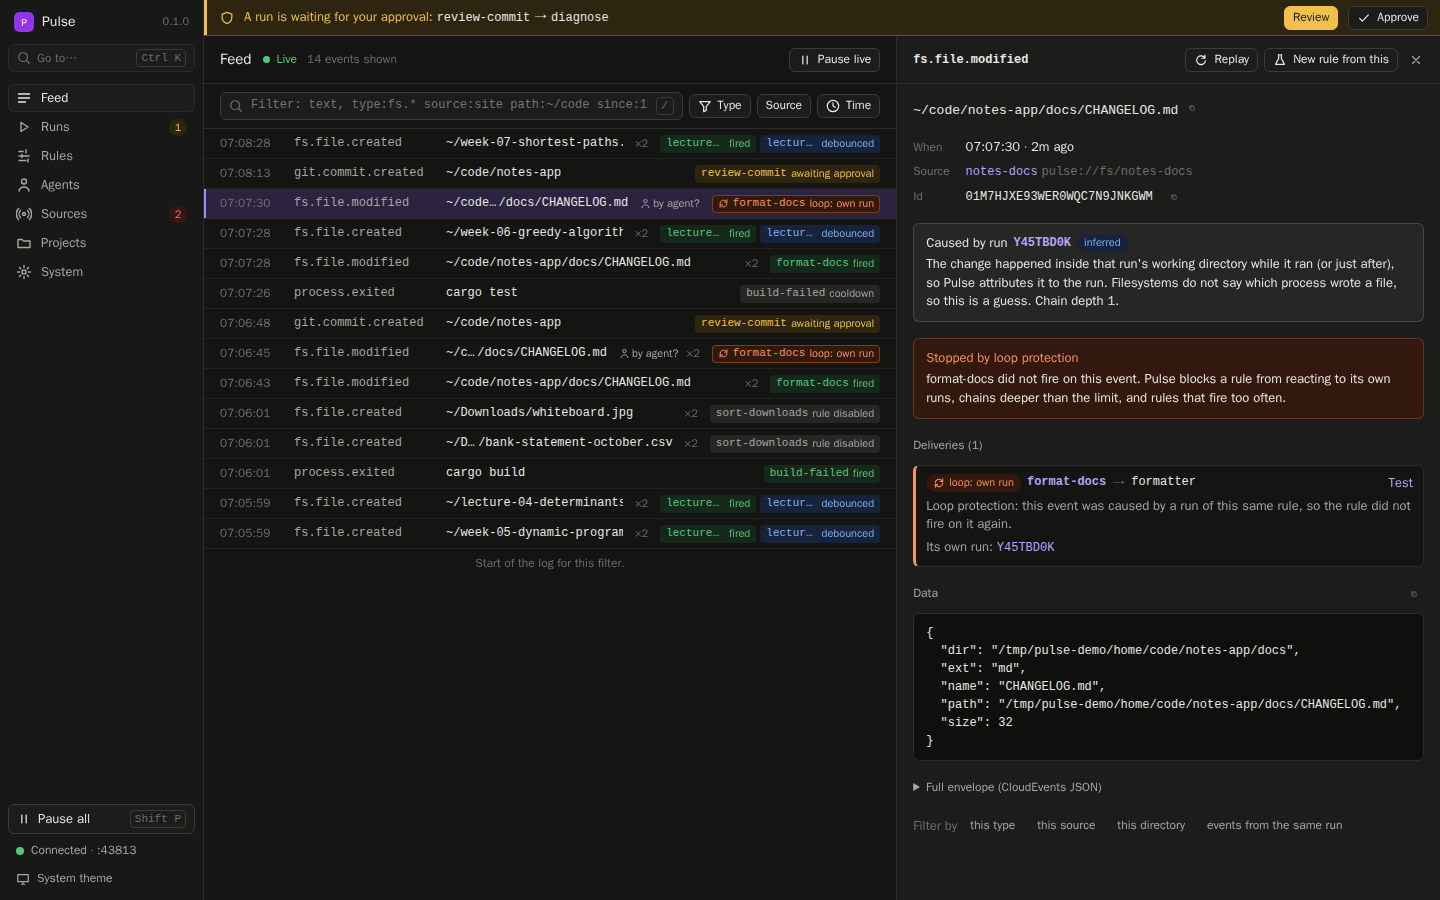 P Pulse 0.1.0
Go to··· Ctrl K
Feed
Runs 1
Rules
Agents
Sources 2
Projects
System
Pause all Shift P
Connected · :43813
System theme
A run is waiting for your approval: review-commit → diagnose
Review Approve
Feed Live 14 events shown Pause live
Filter: text, type:fs.* source:site path:~/code since:1 / Type Source Time
07:08:28 fs.file.created ~/week-07-shortest-paths. ×2 lecture… fired lectur… debounced
07:08:13 git.commit.created ~/code/notes-app review-commit awaiting approval
07:07:30 fs.file.modified ~/code…/docs/CHANGELOG.md by agent? format-docs loop: own run
07:07:28 fs.file.created ~/week-06-greedy-algorith ×2 lecture… fired lectur… debounced
07:07:28 fs.file.modified ~/code/notes-app/docs/CHANGELOG.md ×2 format-docs fired
07:07:26 process.exited cargo test build-failed cooldown
07:06:48 git.commit.created ~/code/notes-app review-commit awaiting approval
07:06:45 fs.file.modified ~/c…/docs/CHANGELOG.md by agent? ×2 format-docs loop: own run
07:06:43 fs.file.modified ~/code/notes-app/docs/CHANGELOG.md ×2 format-docs fired
07:06:01 fs.file.created ~/Downloads/whiteboard.jpg ×2 sort-downloads rule disabled
07:06:01 fs.file.created ~/D…/bank-statement-october.csv ×2 sort-downloads rule disabled
07:06:01 process.exited cargo build build-failed fired
07:05:59 fs.file.created ~/lecture-04-determinants ×2 lecture… fired lectur… debounced
07:05:59 fs.file.created ~/week-05-dynamic-program ×2 lecture… fired lectur… debounced
Start of the log for this filter.
fs.file.modified Replay New rule from this
~/code/notes-app/docs/CHANGELOG.md
When 07:07:30 · 2m ago
Source notes-docs pulse://fs/notes-docs
Id 01M7HJXE93WER0WQC7N9JNKGWM
Caused by run Y45TBD0K inferred
The change happened inside that run's working directory while it ran (or just after),
so Pulse attributes it to the run. Filesystems do not say which process wrote a file,
so this is a guess. Chain depth 1.
Stopped by loop protection
format-docs did not fire on this event. Pulse blocks a rule from reacting to its own
runs, chains deeper than the limit, and rules that fire too often.
Deliveries (1)
loop: own run format-docs → formatter Test
Loop protection: this event was caused by a run of this same rule, so the rule did not
fire on it again.
Its own run: Y45TBD0K
Data
{
"dir": "/tmp/pulse-demo/home/code/notes-app/docs",
"ext": "md",
"name": "CHANGELOG.md",
"path": "/tmp/pulse-demo/home/code/notes-app/docs/CHANGELOG.md",
"size": 32
}
Full envelope (CloudEvents JSON)
Filter by this type this source this directory events from the same run